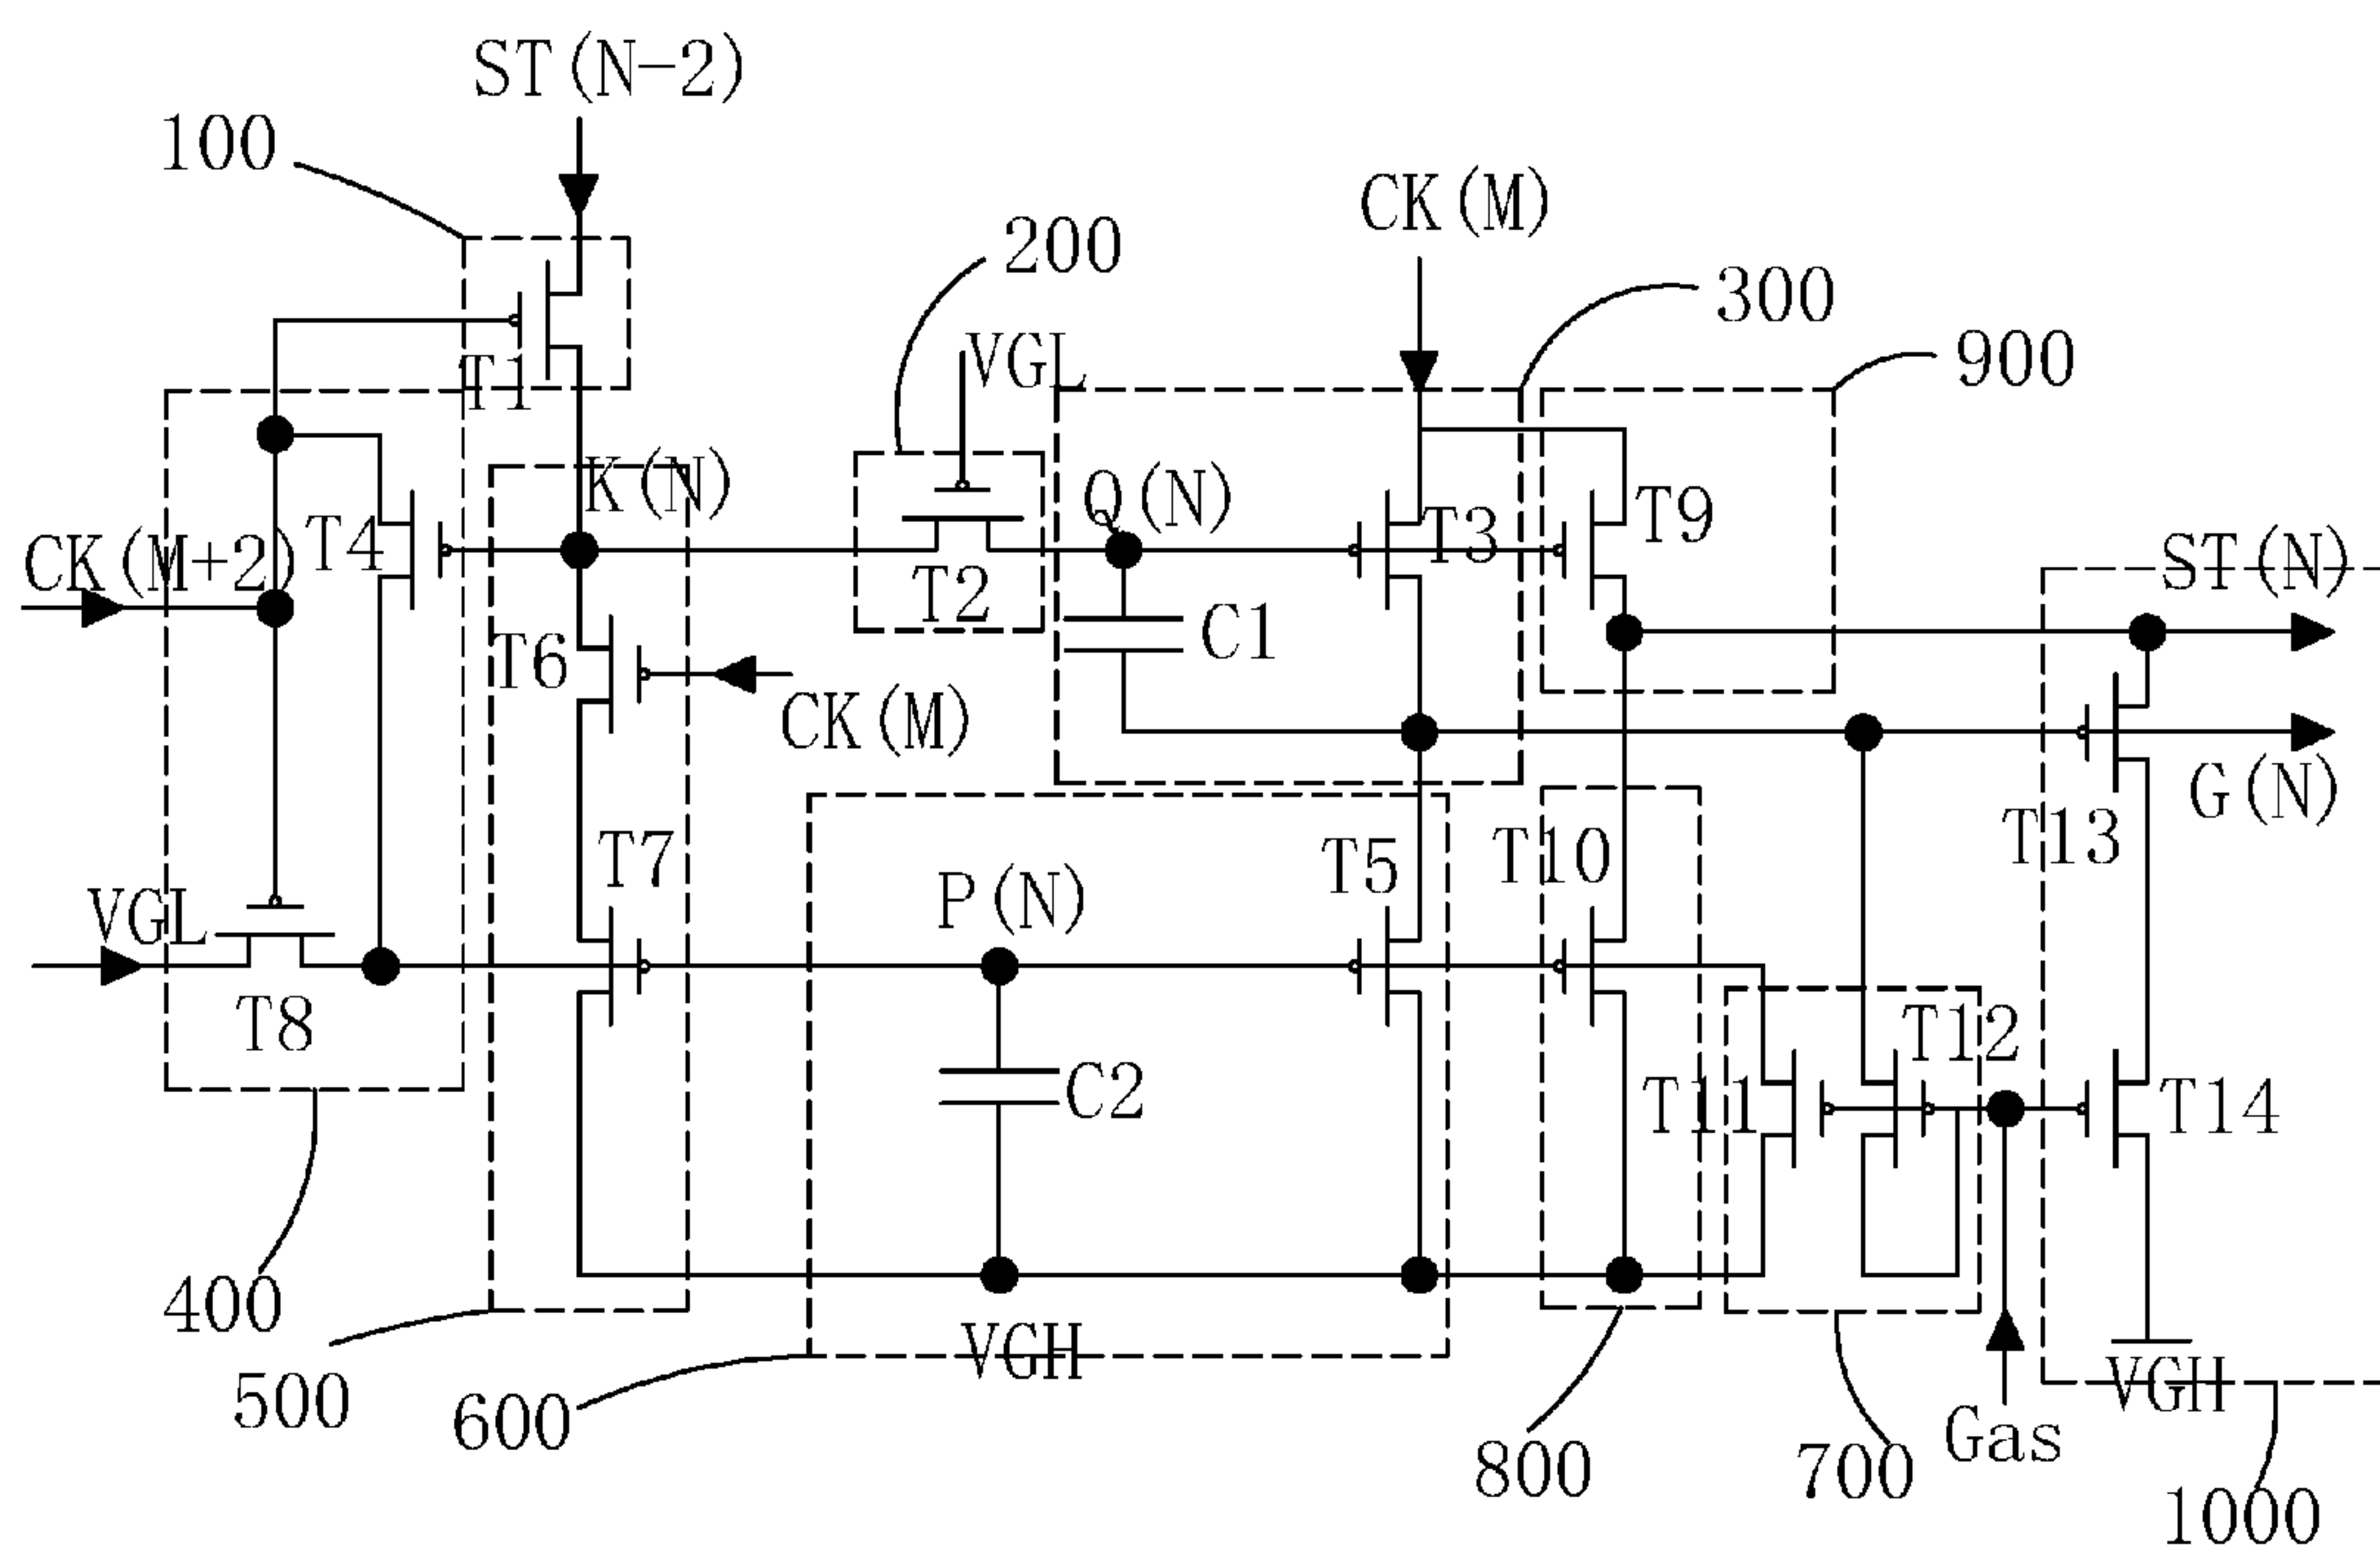 ST(N-2)
100
CK(M)
200
300
VGL
900
T1
K(N)
Q(N)
T3
T9
T4
CK(M+2)
ST(N)
T2
C1
T6
CK(M)
G(N)
T13
T7
T5
T10
P(N)
VGL
T8
T12
C2
T11
T14
400
VGH
VGH
500
600
Gas
800
700
1000